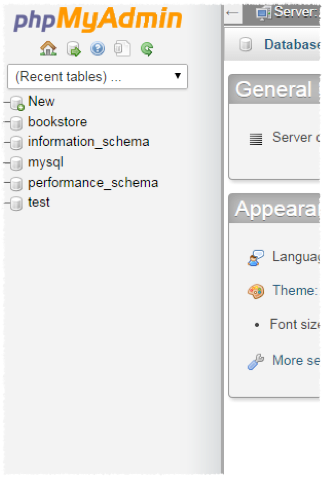 phpMyAdmin
(Recent tables) ...
New
bookstore
information_schema
mysql
performance_schema
test
Server:
Database
General
Server
Appeara
Languag
Theme:
Font size
More se